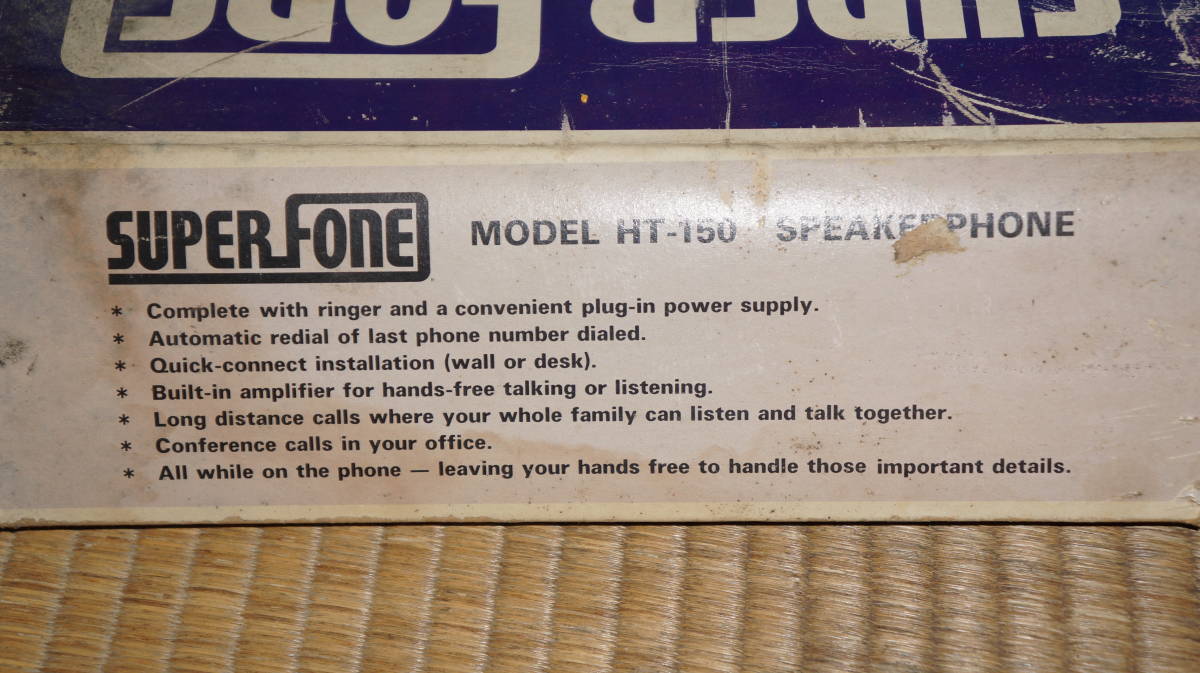 SUPERFONE MODEL HT-150 SPEAKERPHONE
* Complete with ringer and a convenient plug-in power supply.
* Automatic redial of last phone number dialed.
* Quick-connect installation (wall or desk).
* Built-in amplifier for hands-free talking or listening.
* Long distance calls where your whole family can listen and talk together.
* Conference calls in your office.
* All while on the phone — leaving your hands free to handle those important details.